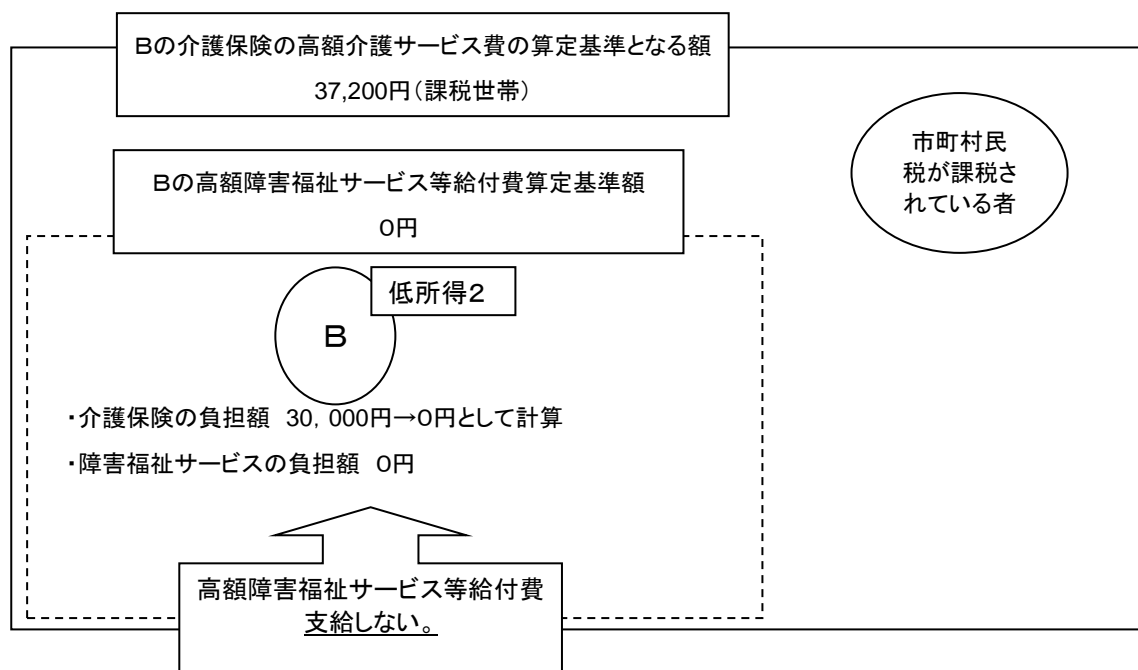 Bの介護保険の高額介護サービス費の算定基準となる額
37,200円（課税世帯）
市町村民
税が課税さ
れている者
Bの高額障害福祉サービス等給付費算定基準額
0円
低所得2
B
・介護保険の負担額 30，000円→0円として計算
・障害福祉サービスの負担額 0円
高額障害福祉サービス等給付費
支給しない。